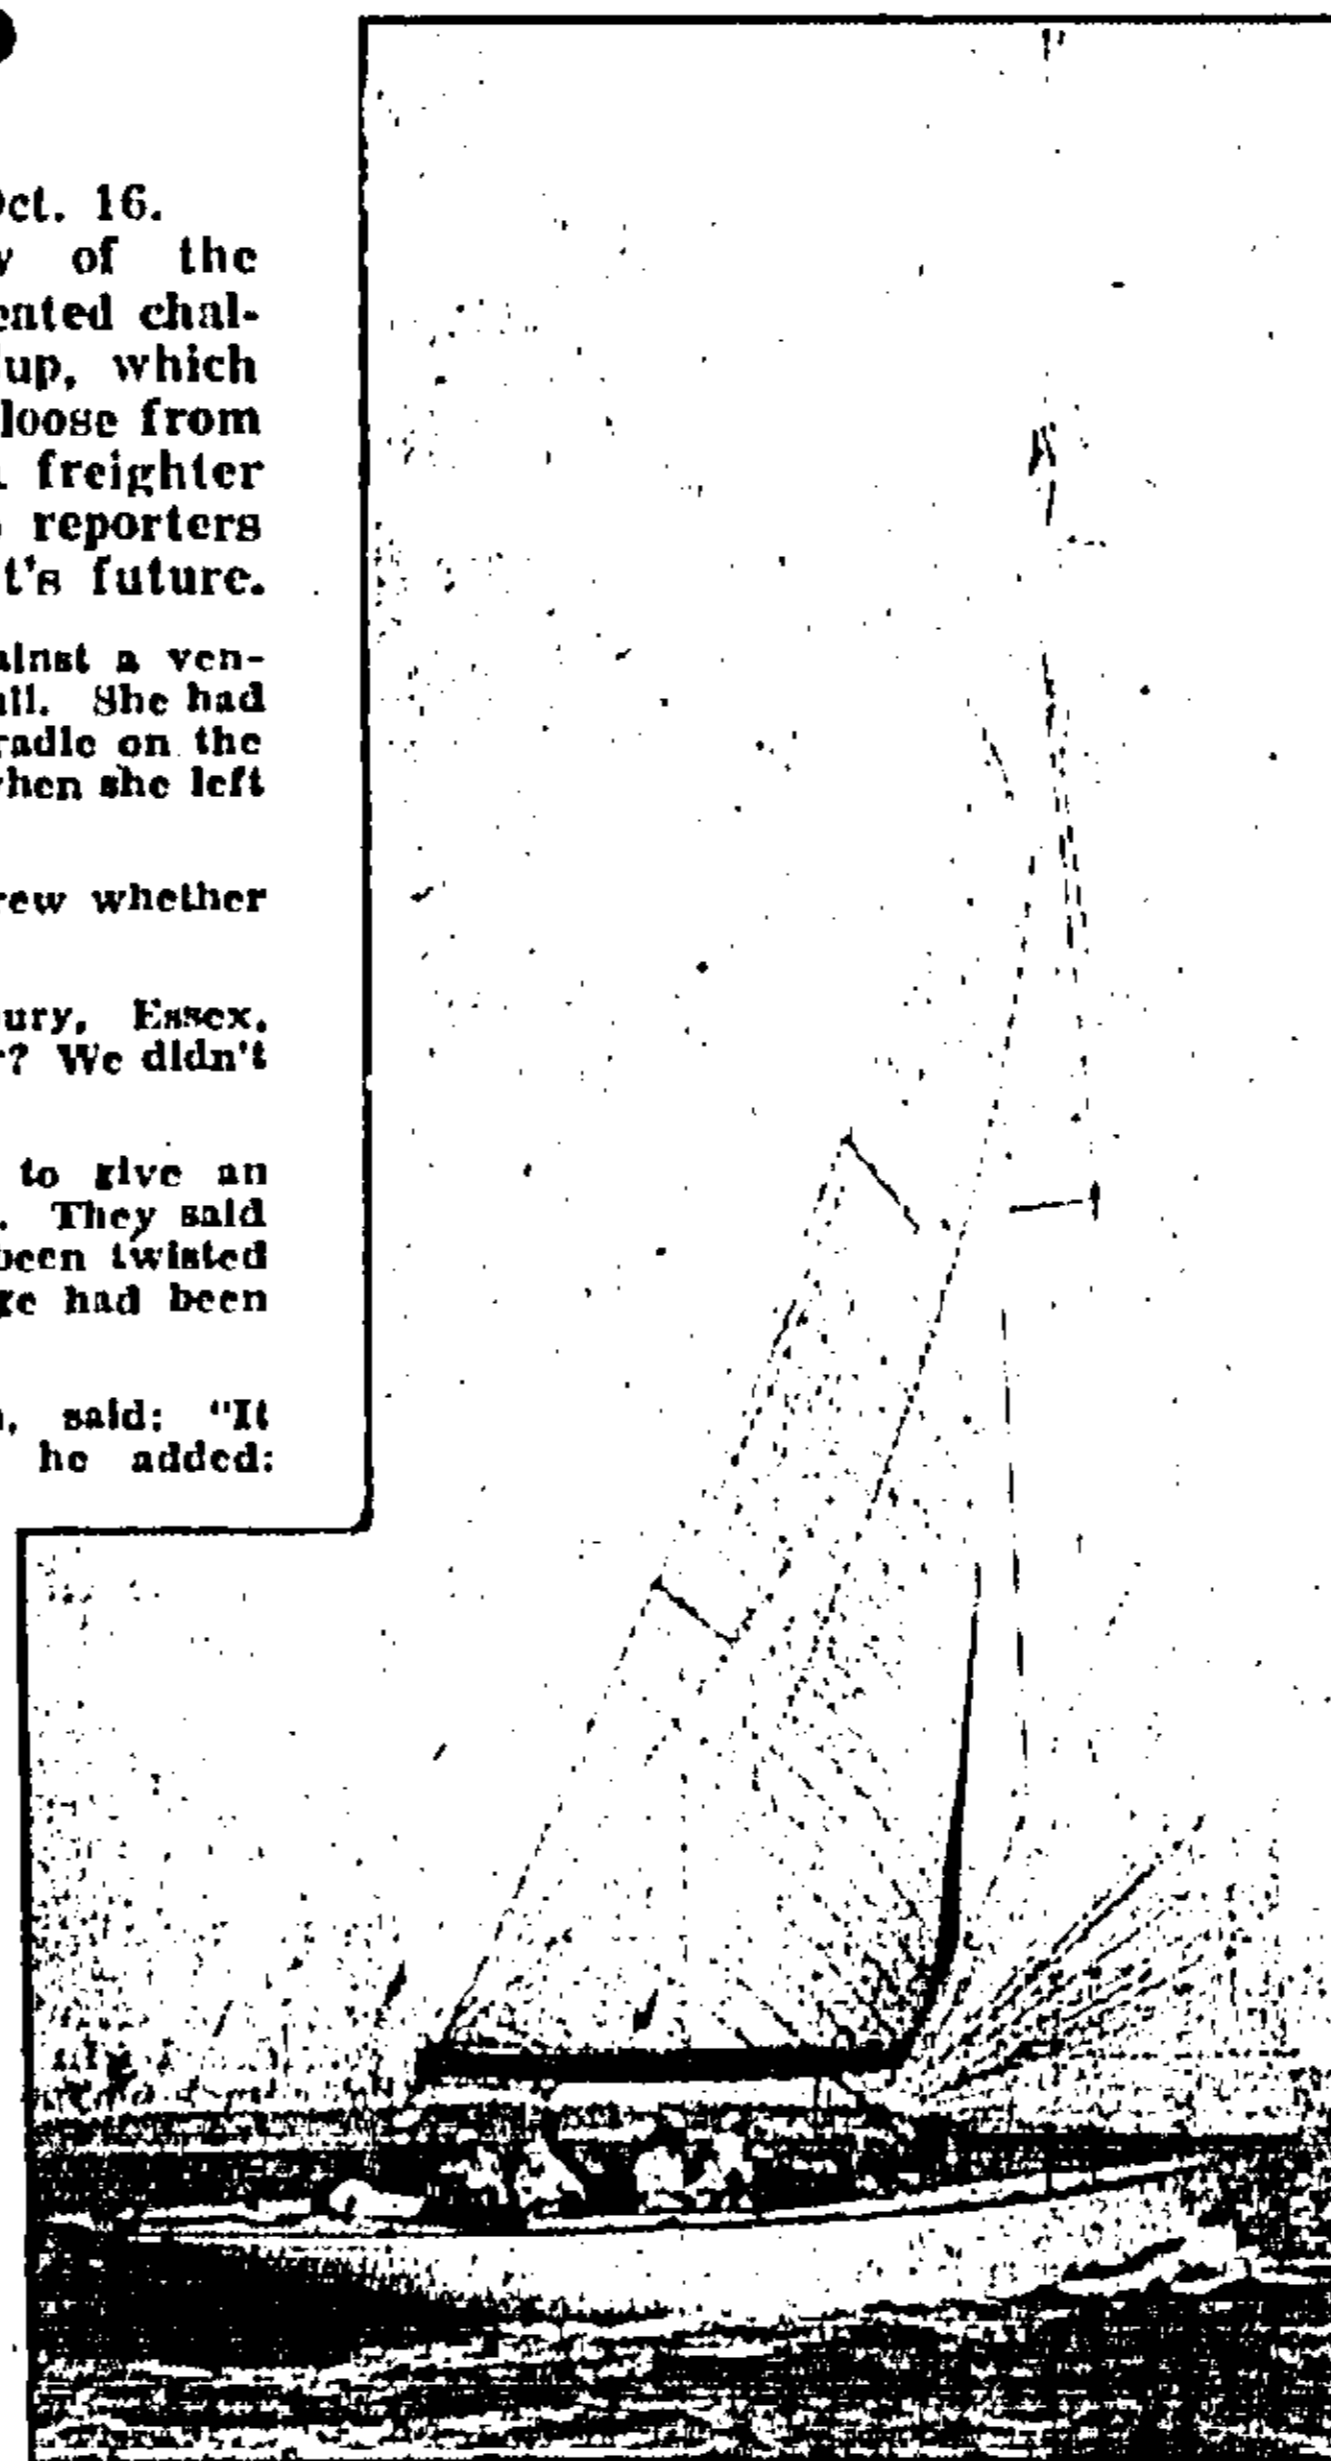 Oct. 16.
of the
ented chal-
up, which
loose from
freighter
reporters
t's future.
ainst a ven-
all. She had
radle on the
when she left
rew whether
ury, Essex,
r? We didn't
to give an
. They said
been twisted
ge had been
, said: "It
he added: